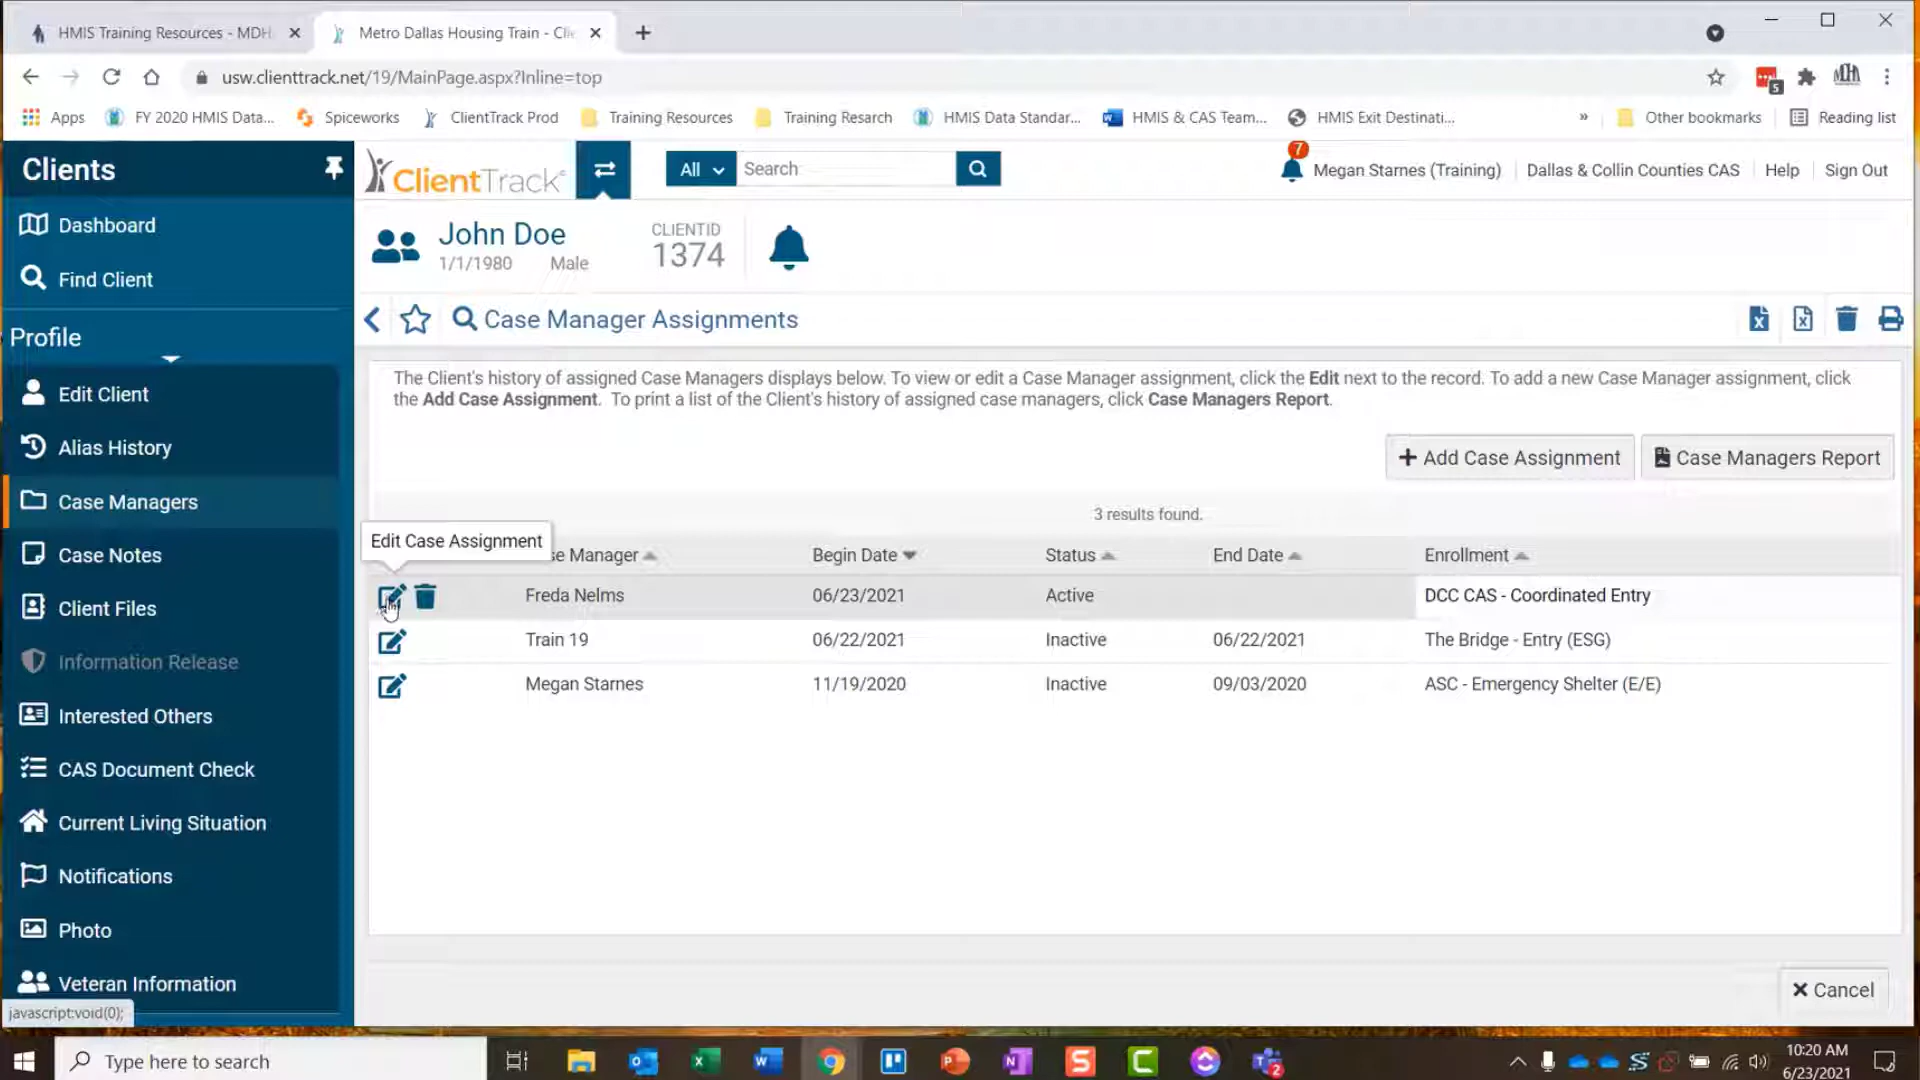 HMIS Training Resources - MDH
Metro Dallas Housing Train - Clie
usw.clienttrack.net/19/MainPage.aspx?Inline=top
5
Apps
FY 2020 HMIS Data...
Spiceworks
ClientTrack Prod
Training Resources
Training Resarch
HMIS Data Standar...
HMIS & CAS Team...
HMIS Exit Destinati...
»
Other bookmarks
Reading list
Clients
ClientTrack
All
Search
7
Megan Starnes (Training)
Dallas & Collin Counties CAS
Help
Sign Out
Dashboard
Find Client
Profile
Edit Client
Alias History
Case Managers
Case Notes
Client Files
Information Release
Interested Others
CAS Document Check
Current Living Situation
Notifications
Photo
Veteran Information
javascript:void(0);
John Doe
1/1/1980 Male
CLIENTID
1374
Case Manager Assignments
The Client's history of assigned Case Managers displays below. To view or edit a Case Manager assignment, click the Edit next to the record. To add a new Case Manager assignment, click
the Add Case Assignment. To print a list of the Client's history of assigned case managers, click Case Managers Report.
Add Case Assignment
Case Managers Report
3 results found.
Edit Case Assignment
se Manager Begin Date Status End Date Enrollment
Freda Nelms 06/23/2021 Active DCC CAS - Coordinated Entry
Train 19 06/22/2021 Inactive 06/22/2021 The Bridge - Entry (ESG)
Megan Starnes 11/19/2020 Inactive 09/03/2020 ASC - Emergency Shelter (E/E)
Cancel
Type here to search
2
10:20 AM
6/23/2021